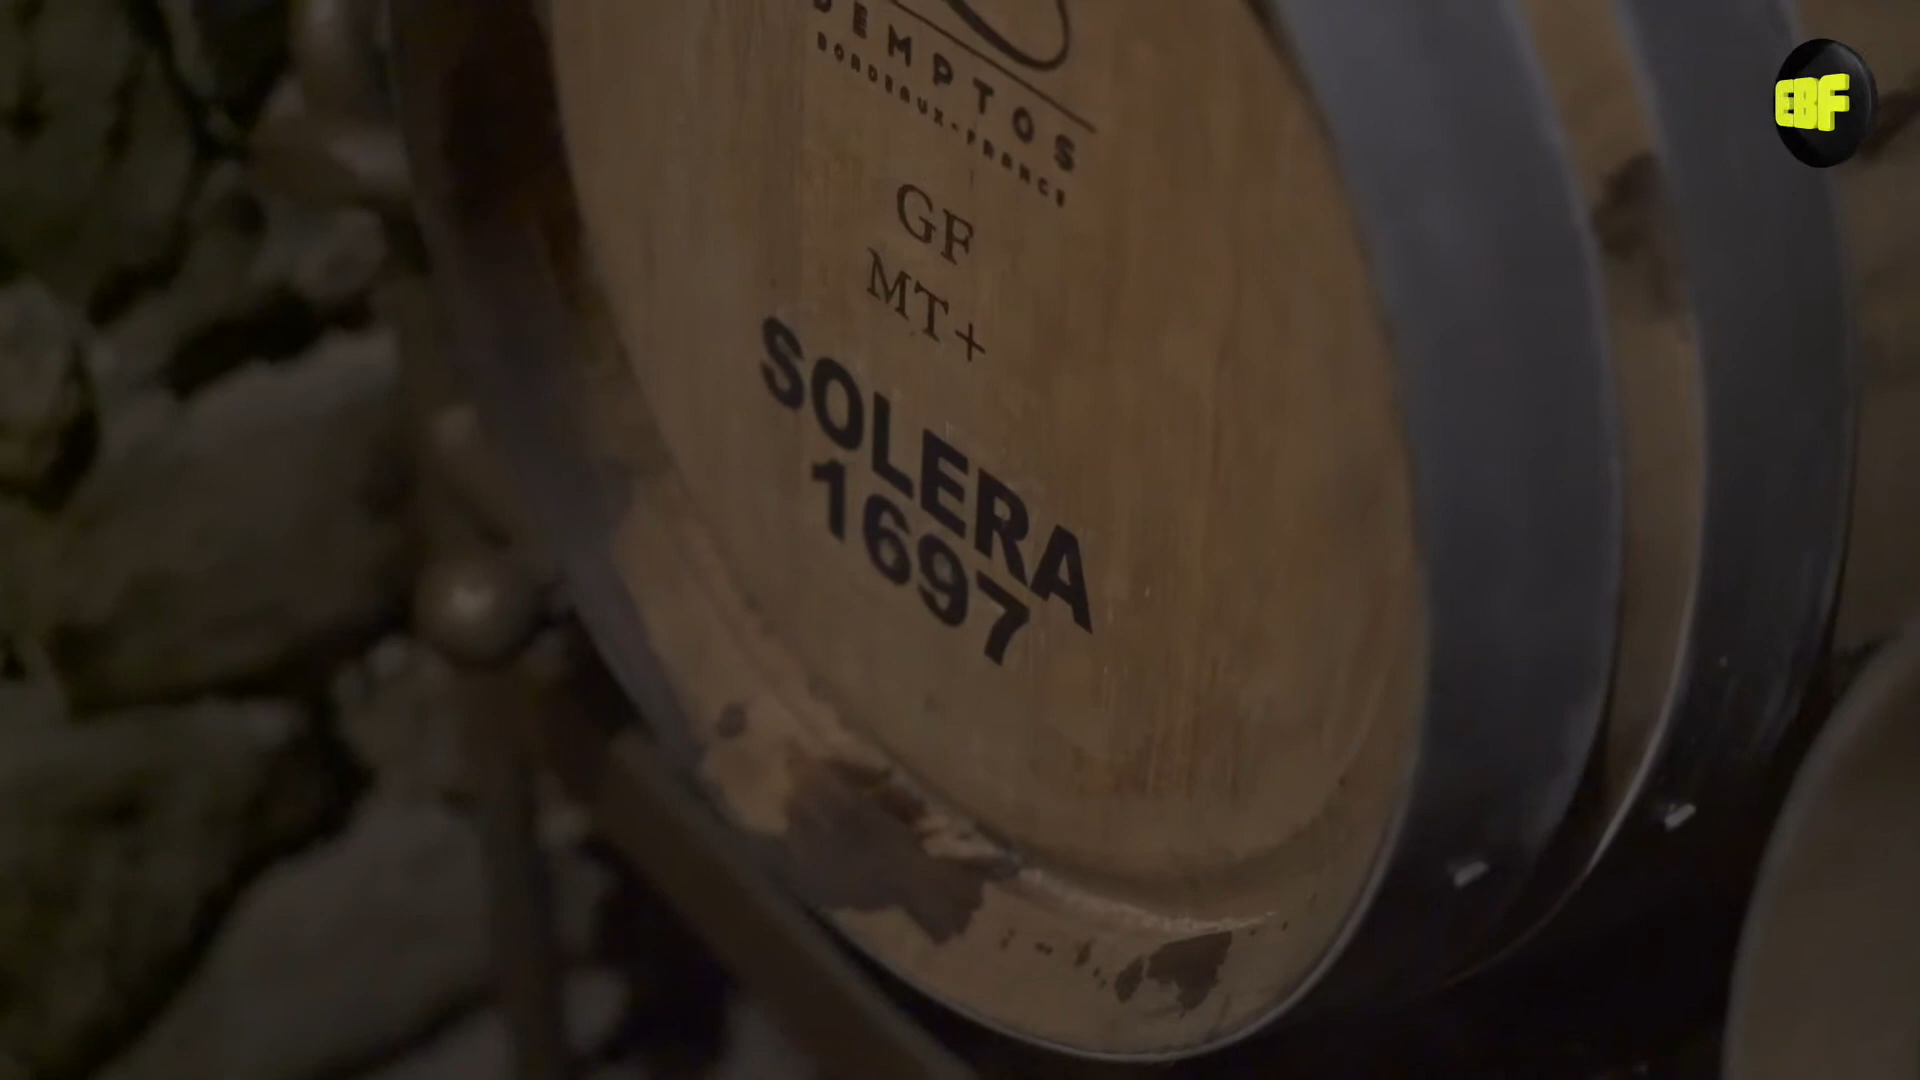 DEMPTOS
BORDEAUX-FRANCE
GF
MT+
SOLERA
1697
EBF